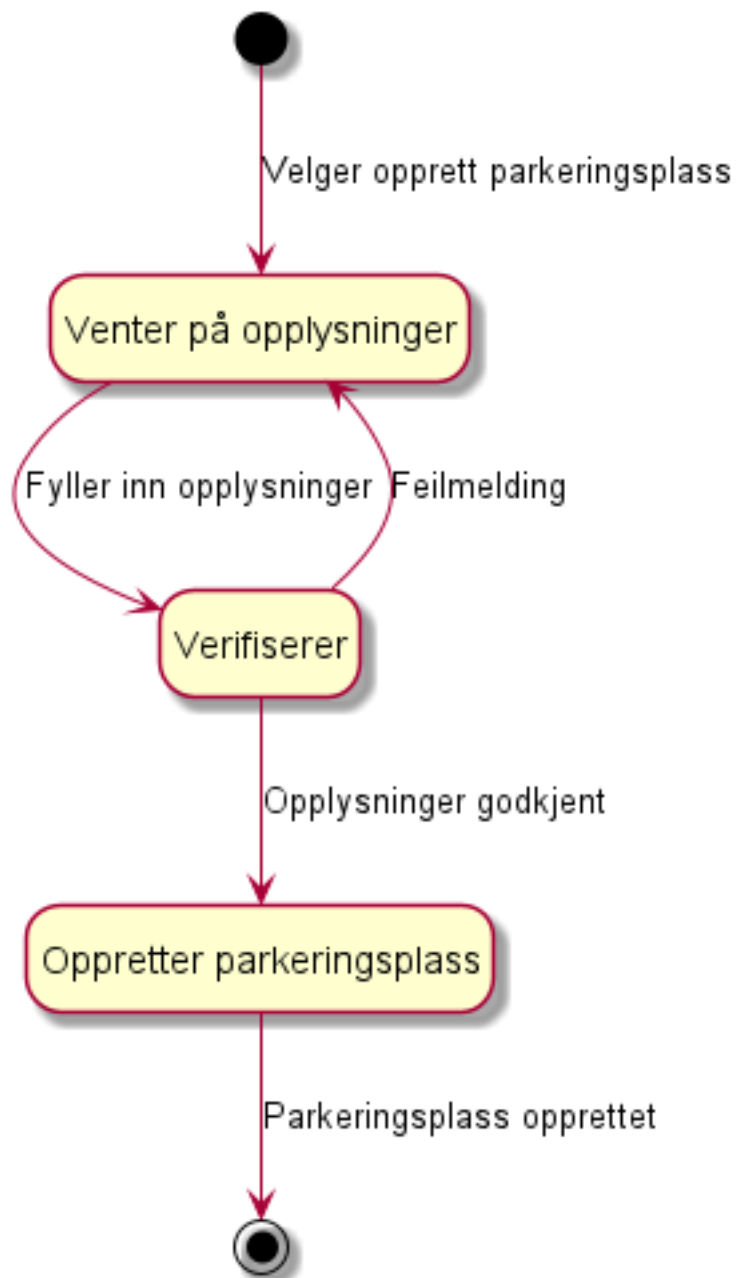 Velger opprett parkeringsplass
Venter på opplysninger
Fyller inn opplysninger
Feilmelding
Verifiserer
Opplysninger godkjent
Oppretter parkeringsplass
Parkeringsplass opprettet